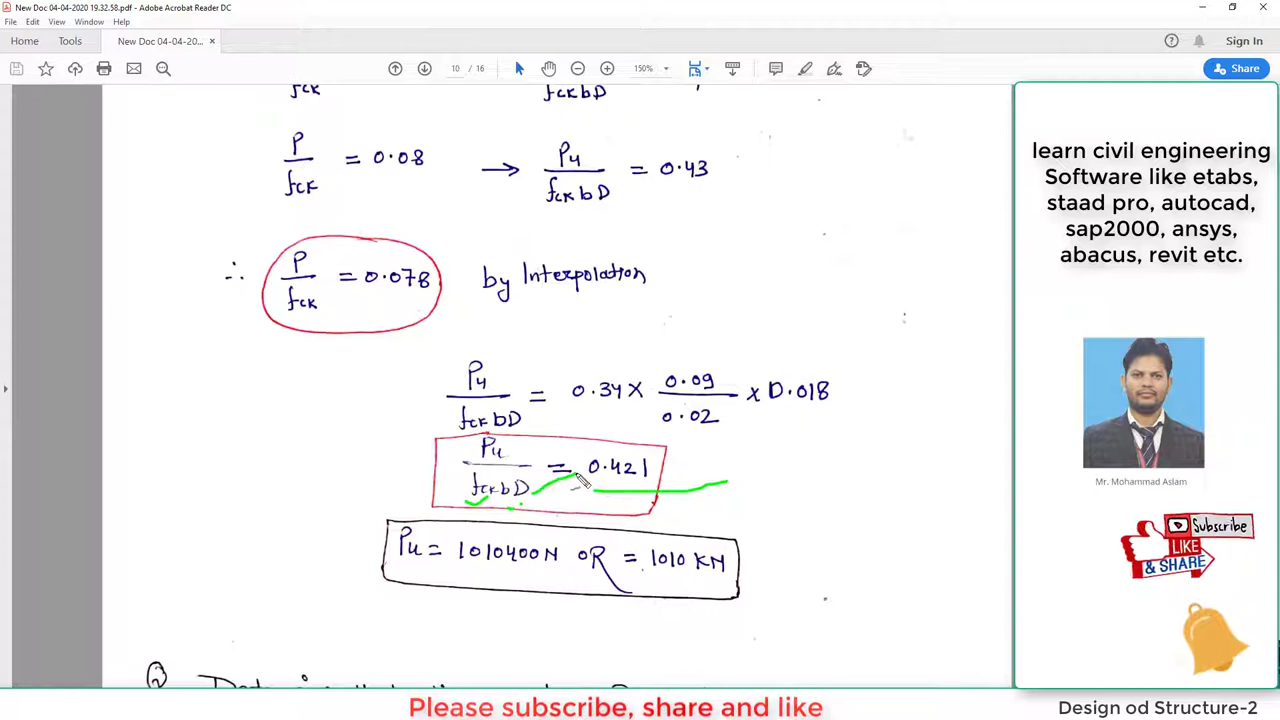 New Doc 04-04-2020 19.32.58.pdf - Adobe Acrobat Reader DC
File Edit View Window Help
Home Tools New Doc 04-04-20... × Sign In
10 / 16 150% Share
fck fck b D
P/fck = 0.08 → Pu/fck b D = 0.43
∴ P/fck = 0.078 by Interpolation
Pu/fck b D = 0.34 × 0.09/0.02 × 0.018
Pu/fck b D = 0.421
Pu = 1010400N OR = 1010 KN
learn civil engineering
Software like etabs,
staad pro, autocad,
sap2000, ansys,
abacus, revit etc.
Mr. Mohammad Aslam
Subscribe
LIKE
& SHARE
Please subscribe, share and like
Design od Structure-2